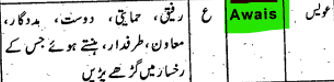 عویس Awais ع رفیق، حمایتی، دوست، مددگار،
معاون، طرفدار، ہنستے ہوئے جس کے
رخسار میں گڑھے پڑیں